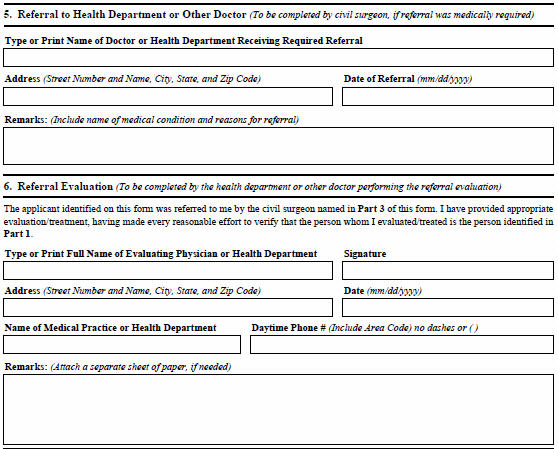 5. Referral to Health Department or Other Doctor (To be completed by civil surgeon, if referral was medically required)
Type or Print Name of Doctor or Health Department Receiving Required Referral
Address (Street Number and Name, City, State, and Zip Code) Date of Referral (mm/dd/yyyy)
Remarks: (Include name of medical condition and reasons for referral)
6. Referral Evaluation (To be completed by the health department or other doctor performing the referral evaluation)
The applicant identified on this form was referred to me by the civil surgeon named in Part 3 of this form. I have provided appropriate
evaluation/treatment, having made every reasonable effort to verify that the person whom I evaluated/treated is the person identified in
Part 1.
Type or Print Full Name of Evaluating Physician or Health Department Signature
Address (Street Number and Name, City, State, and Zip Code) Date (mm/dd/yyyy)
Name of Medical Practice or Health Department Daytime Phone # (Include Area Code) no dashes or ( )
Remarks: (Attach a separate sheet of paper, if needed)